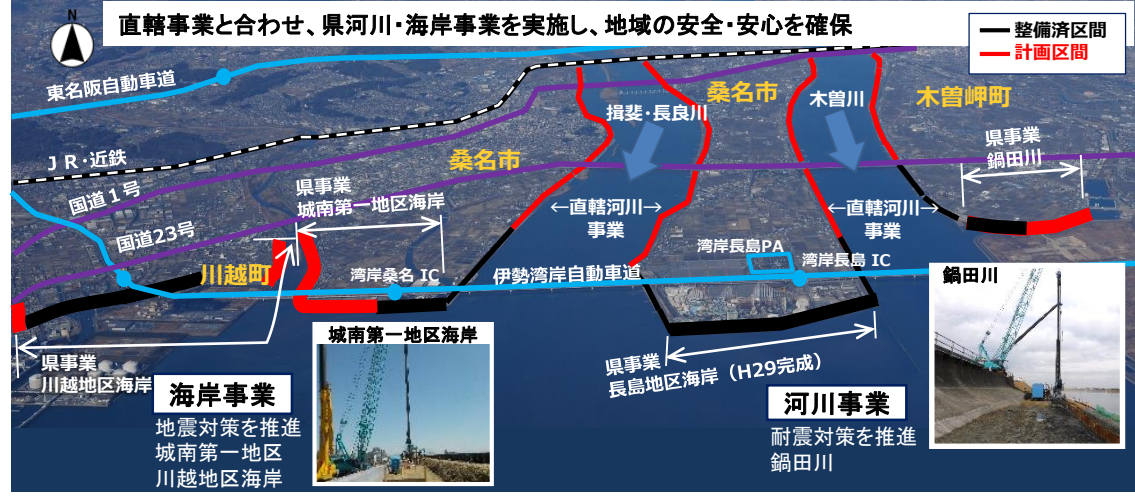 直轄事業と合わせ、県河川・海岸事業を実施し、地域の安全・安心を確保
N
整備済区間
計画区間
東名阪自動車道
JR・近鉄
国道1号
国道23号
桑名市
桑名市
木曽岬町
揖斐・長良川
木曽川
県事業
鍋田川
県事業
城南第一地区海岸
←直轄河川→
事業
←直轄河川→
事業
川越町
湾岸桑名 IC
伊勢湾岸自動車道
湾岸長島PA
湾岸長島 IC
県事業
川越地区海岸
県事業
長島地区海岸（H29完成）
城南第一地区海岸
鍋田川
海岸事業
地震対策を推進
城南第一地区
川越地区海岸
河川事業
耐震対策を推進
鍋田川